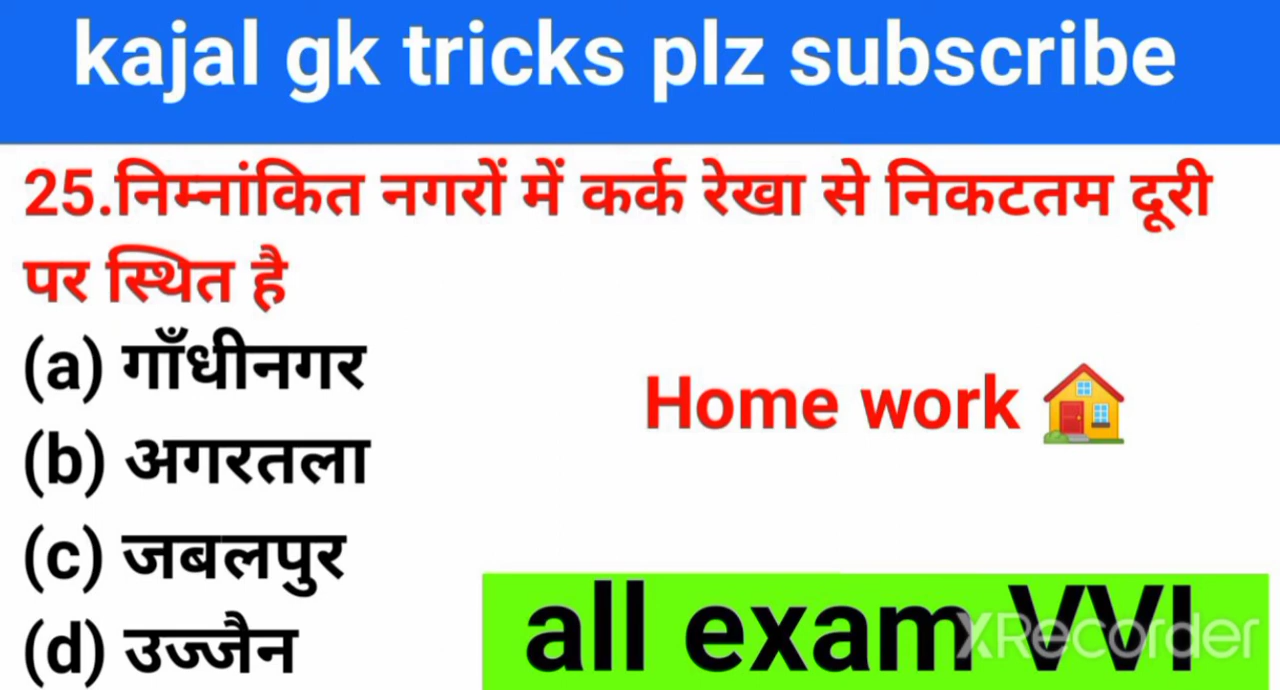 kajal gk tricks plz subscribe
25.निम्नांकित नगरों में कर्क रेखा से निकटतम दूरी
पर स्थित है
(a) गाँधीनगर
(b) अगरतला
(c) जबलपुर
(d) उज्जैन
Home work
all exam VVI
XRecorder